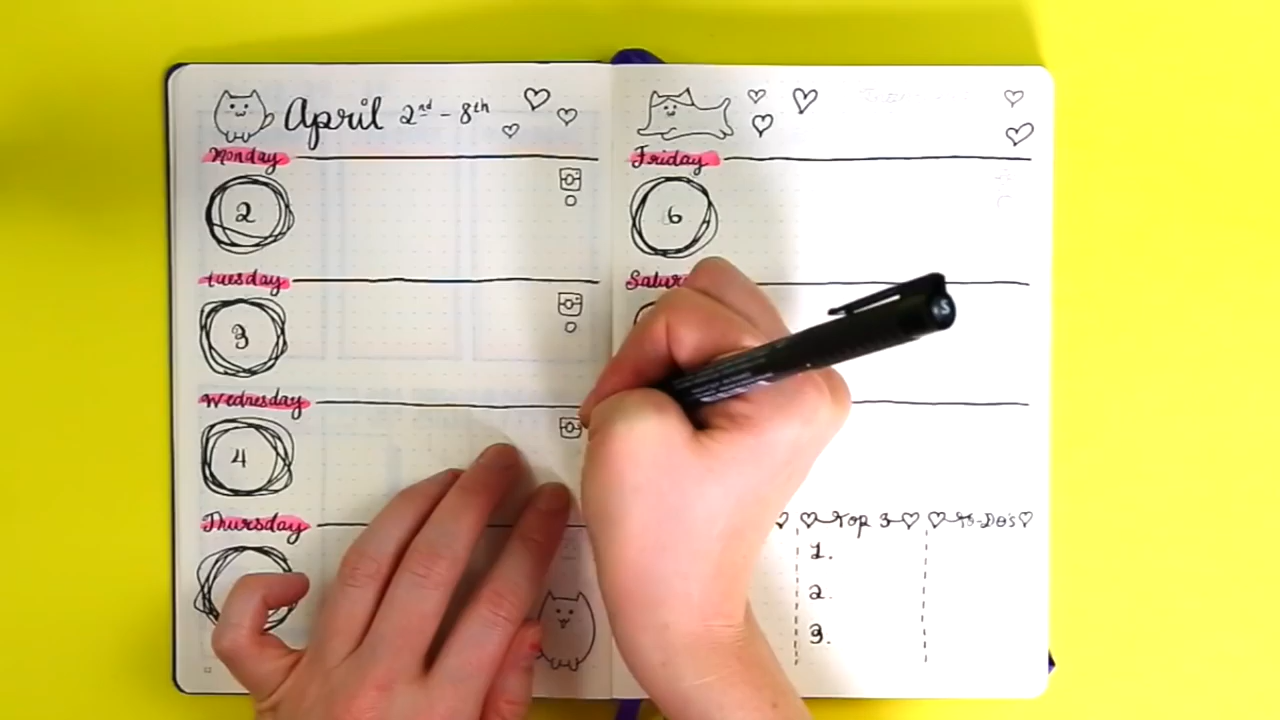 April 2nd - 8th
Monday
2
Tuesday
3
Wednesday
4
Thursday
Friday
6
Top 3
1.
2.
3.
To-Do's